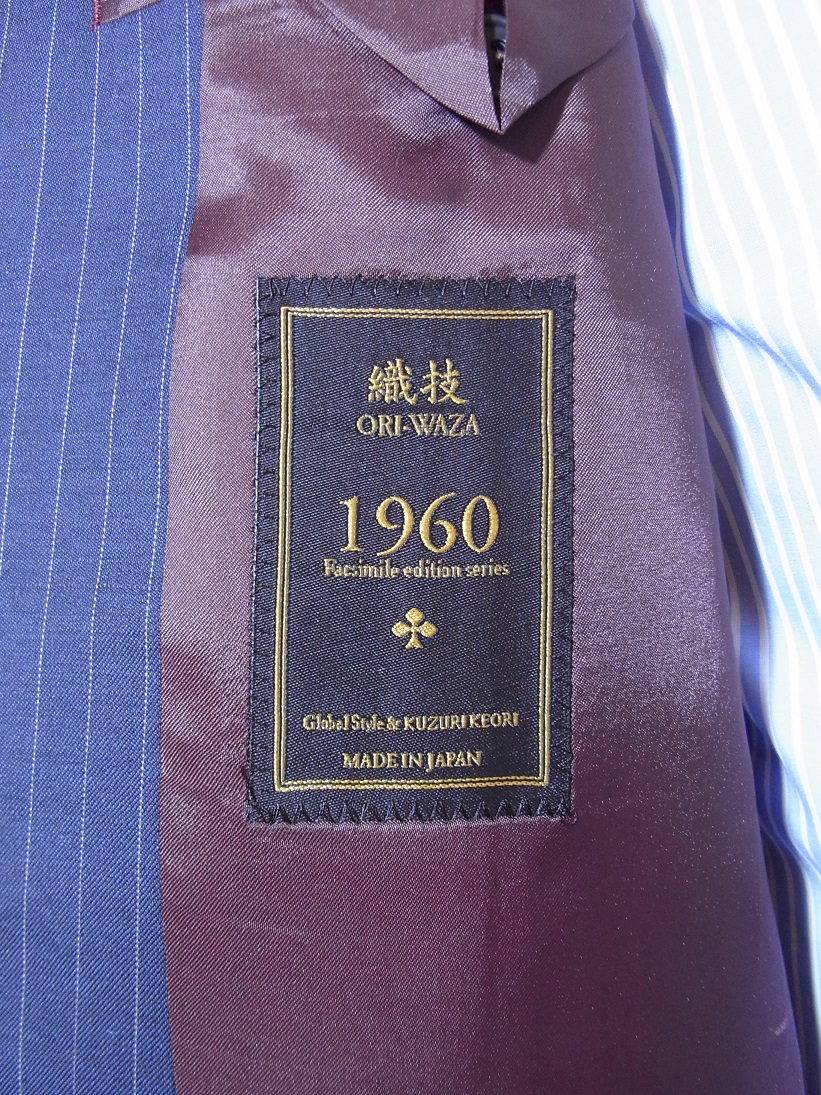 織技
ORI-WAZA
1960
Facsimile edition series
Global Style & KUZURI KEORI
MADE IN JAPAN